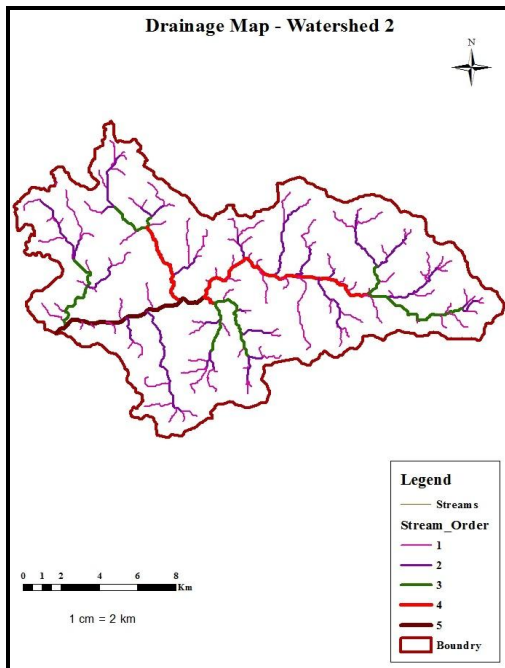 Drainage Map - Watershed 2
N
Legend
Streams
Stream_Order
1
2
3
4
5
Boundry
0 1 2 4 6 8
Km
1 cm = 2 km